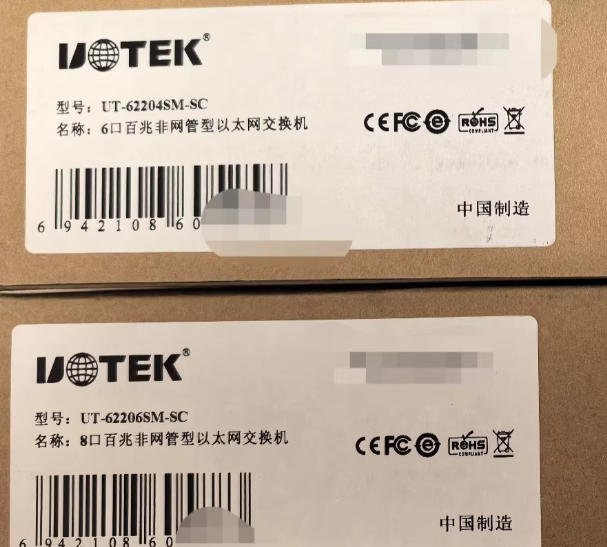 UOTEK®
型号：UT-62204SM-SC
名称：6口百兆非网管型以太网交换机
CE FC e RoHS COMPLIANT
6 942108 60
中国制造
UOTEK®
型号：UT-62206SM-SC
名称：8口百兆非网管型以太网交换机
CE FC e RoHS COMPLIANT
6 942108 60
中国制造